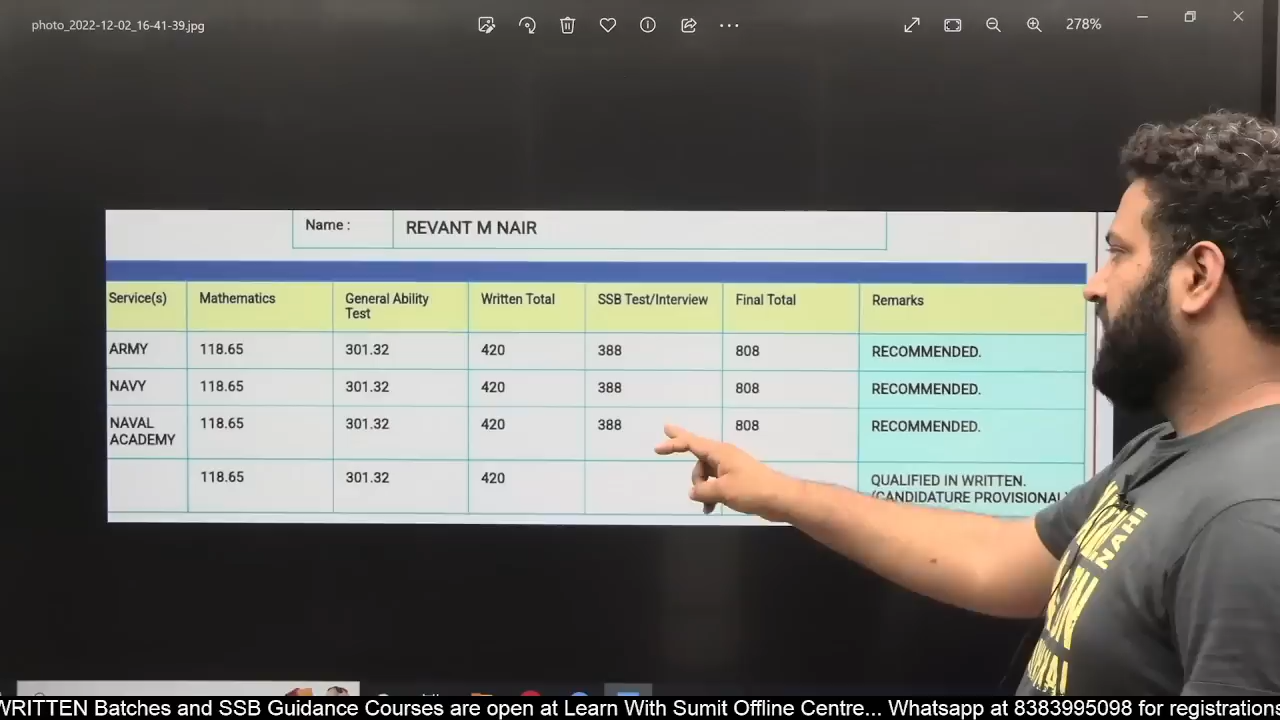 photo_2022-12-02_16-41-39.jpg
278%
Name : REVANT M NAIR
Service(s) Mathematics General Ability Test Written Total SSB Test/Interview Final Total Remarks
ARMY 118.65 301.32 420 388 808 RECOMMENDED.
NAVY 118.65 301.32 420 388 808 RECOMMENDED.
NAVAL ACADEMY 118.65 301.32 420 388 808 RECOMMENDED.
118.65 301.32 420 QUALIFIED IN WRITTEN.
(CANDIDATURE PROVISIONAL)
NAHI
WRITTEN Batches and SSB Guidance Courses are open at Learn With Sumit Offline Centre... Whatsapp at 8383995098 for registrations